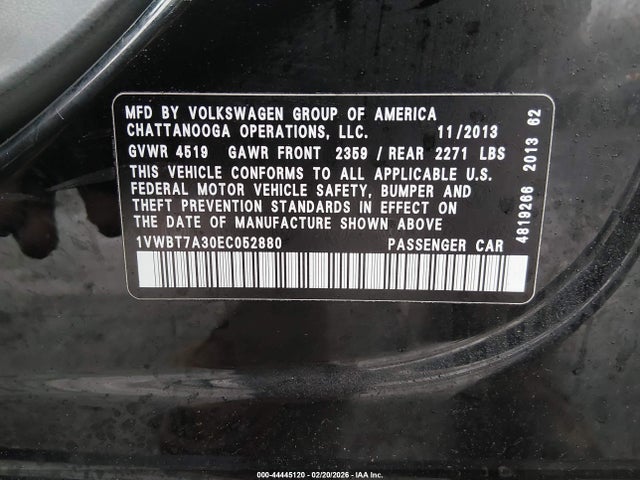 MFD BY VOLKSWAGEN GROUP OF AMERICA
CHATTANOOGA OPERATIONS, LLC. 11/2013
GVWR 4519 GAWR FRONT 2359 / REAR 2271 LBS
THIS VEHICLE CONFORMS TO ALL APPLICABLE U.S.
FEDERAL MOTOR VEHICLE SAFETY, BUMPER AND
THEFT PREVENTION STANDARDS IN EFFECT ON
THE DATE OF MANUFACTURE SHOWN ABOVE
1VWBT7A30EC052880 PASSENGER CAR
4819266 2013 62
000-44445120 - 02/20/2026 - IAA Inc.